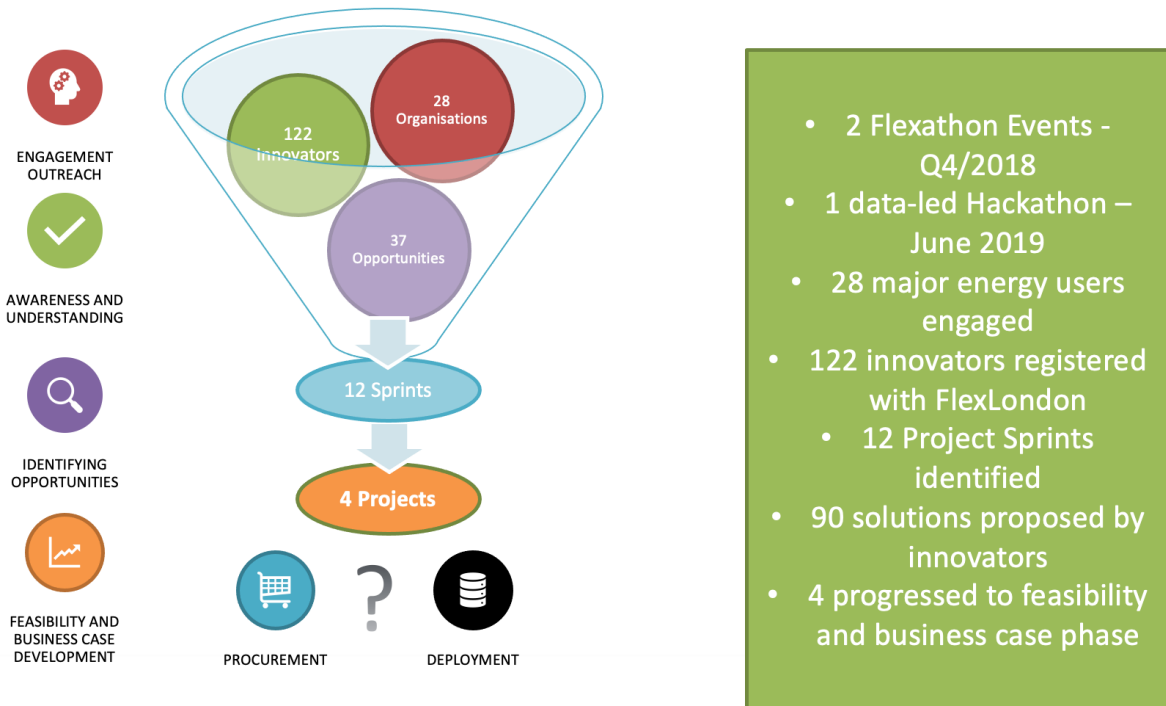 ENGAGEMENT
OUTREACH
AWARENESS AND
UNDERSTANDING
IDENTIFYING
OPPORTUNITIES
FEASIBILITY AND
BUSINESS CASE
DEVELOPMENT
122
innovators
28
Organisations
37
Opportunities
12 Sprints
4 Projects
?
PROCUREMENT
DEPLOYMENT
• 2 Flexathon Events -
Q4/2018
• 1 data-led Hackathon –
June 2019
• 28 major energy users
engaged
• 122 innovators registered
with FlexLondon
• 12 Project Sprints
identified
• 90 solutions proposed by
innovators
• 4 progressed to feasibility
and business case phase